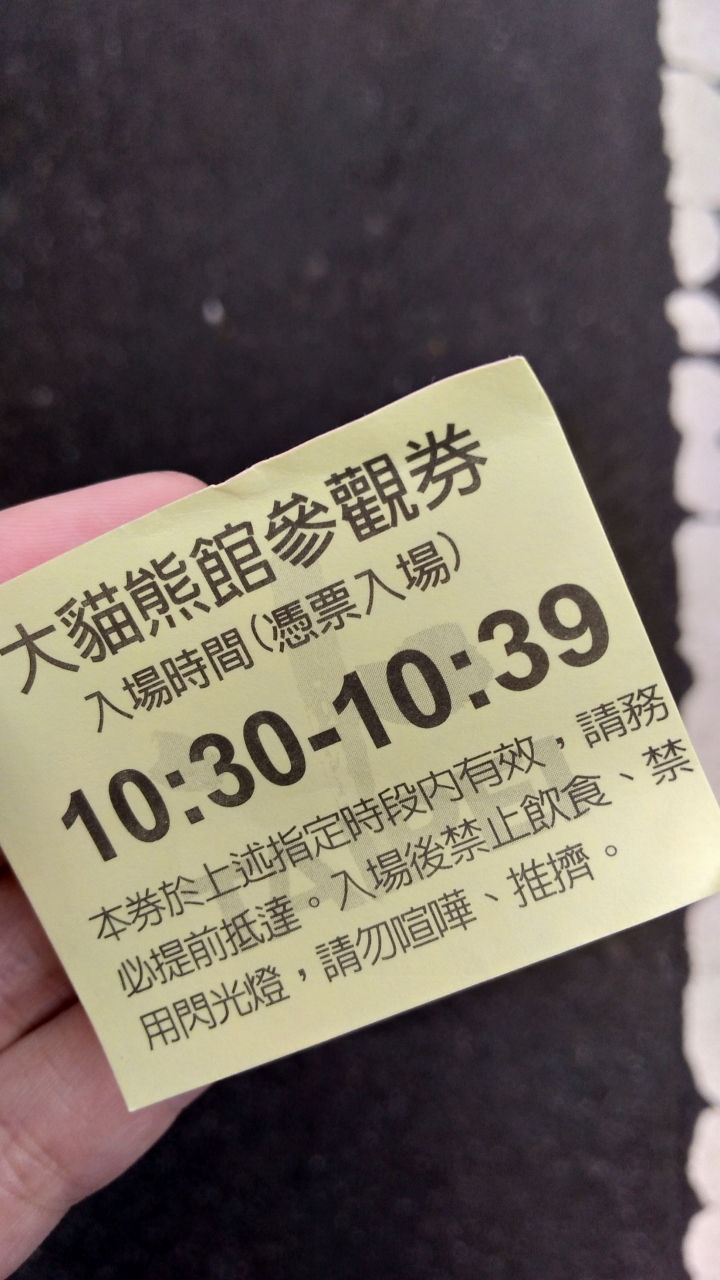 大貓熊館參觀券
入場時間(憑票入場)
10:30-10:39
本券於上述指定時段內有效，請務
必提前抵達。入場後禁止飲食、禁
用閃光燈，請勿喧嘩、推擠。